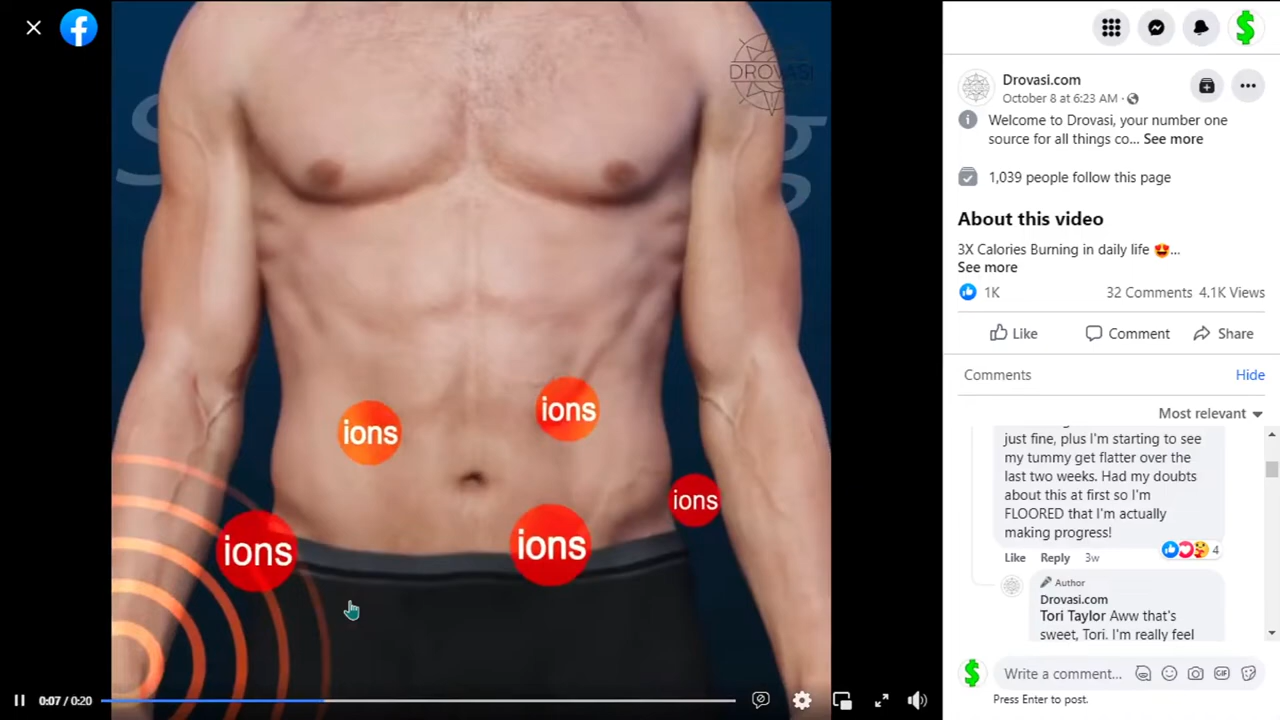 DROVASI
ions
ions
ions
ions
ions
0:07 / 0:20
Drovasi.com
October 8 at 6:23 AM ·
Welcome to Drovasi, your number one
source for all things co... See more
1,039 people follow this page
About this video
3X Calories Burning in daily life 😍...
See more
1K 32 Comments 4.1K Views
Like Comment Share
Comments Hide
Most relevant
just fine, plus I'm starting to see
my tummy get flatter over the
last two weeks. Had my doubts
about this at first so I'm
FLOORED that I'm actually
making progress!
Like Reply 3w 4
Author
Drovasi.com
Tori Taylor Aww that's
sweet, Tori. I'm really feel
Write a comment...
GIF
Press Enter to post.